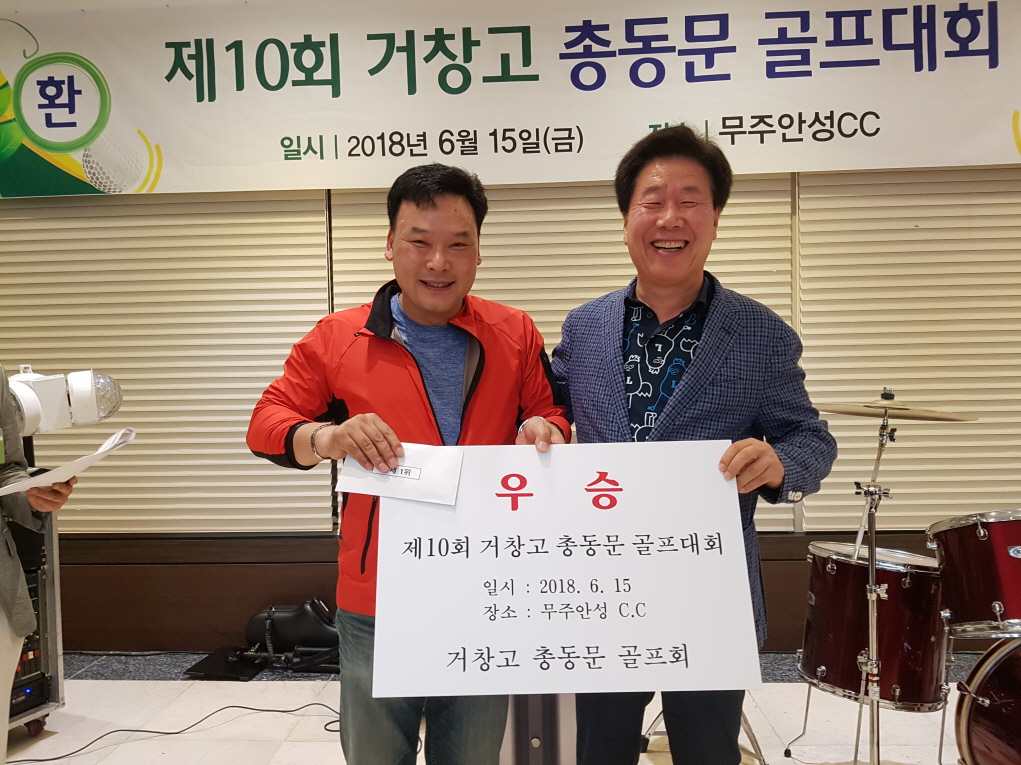 환
제10회 거창고 총동문 골프대회
일시 | 2018년 6월 15일(금)
무주안성CC
제 1위
우 승
제10회 거창고 총동문 골프대회
일시 : 2018. 6. 15
장소 : 무주안성 C.C
거창고 총동문 골프회